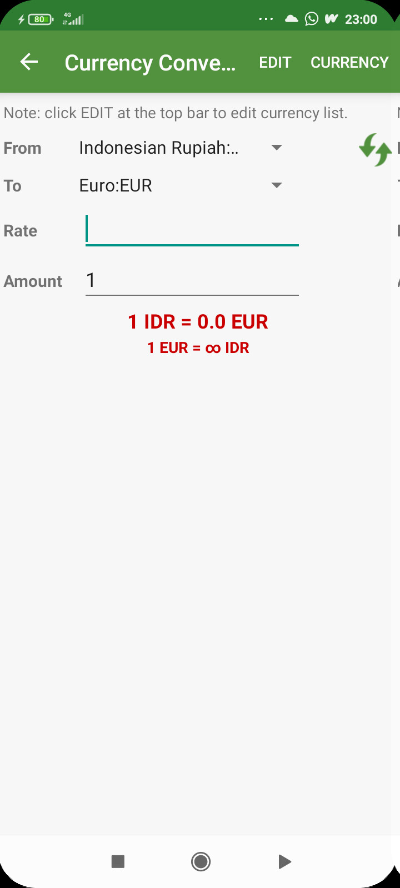 80 4G 23:00
Currency Conve... EDIT CURRENCY
Note: click EDIT at the top bar to edit currency list.
From Indonesian Rupiah:..
To Euro:EUR
Rate
Amount 1
1 IDR = 0.0 EUR
1 EUR = ∞ IDR